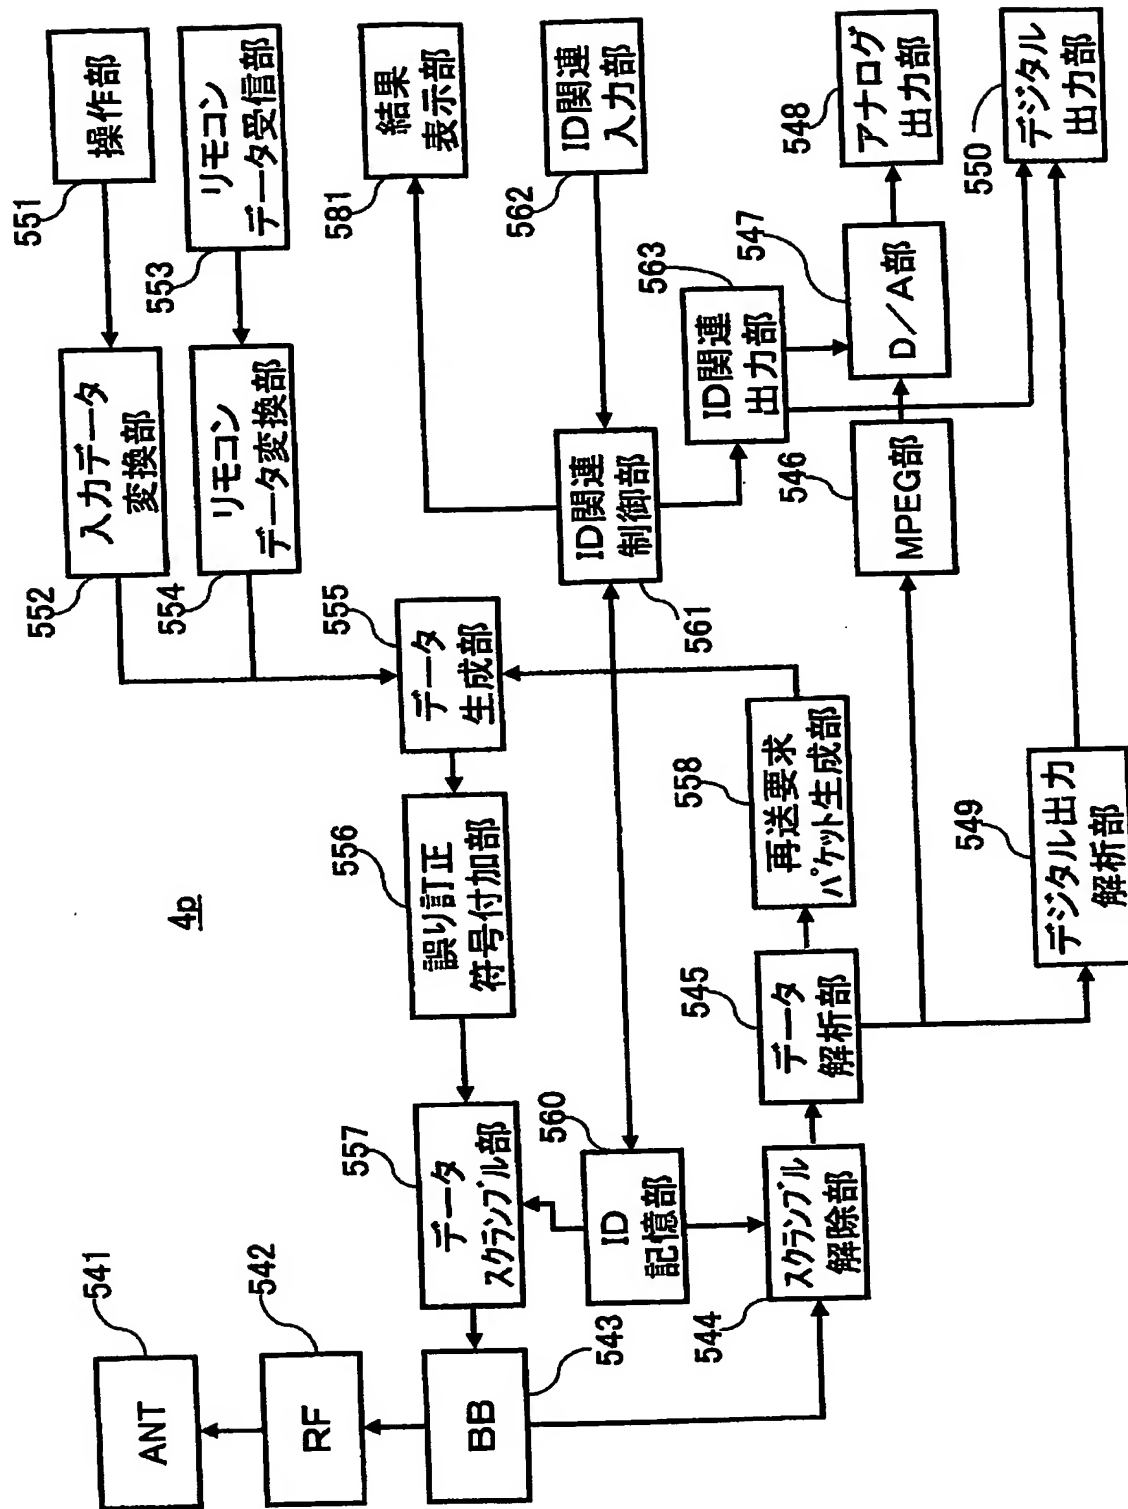 4p
541
ANT
542
RF
543
BB
557
データ
スクランブル部
556
誤り訂正
符号付加部
555
データ
生成部
552
入力データ
変換部
551
操作部
554
リモコン
データ変換部
553
リモコン
データ受信部
581
結果
表示部
560
ID
記憶部
561
ID関連
制御部
562
ID関連
入力部
563
ID関連
出力部
544
スクランブル
解除部
545
データ
解析部
558
再送要求
パケット生成部
546
MPEG部
547
D/A部
548
アナログ
出力部
549
デジタル出力
解析部
550
デジタル
出力部